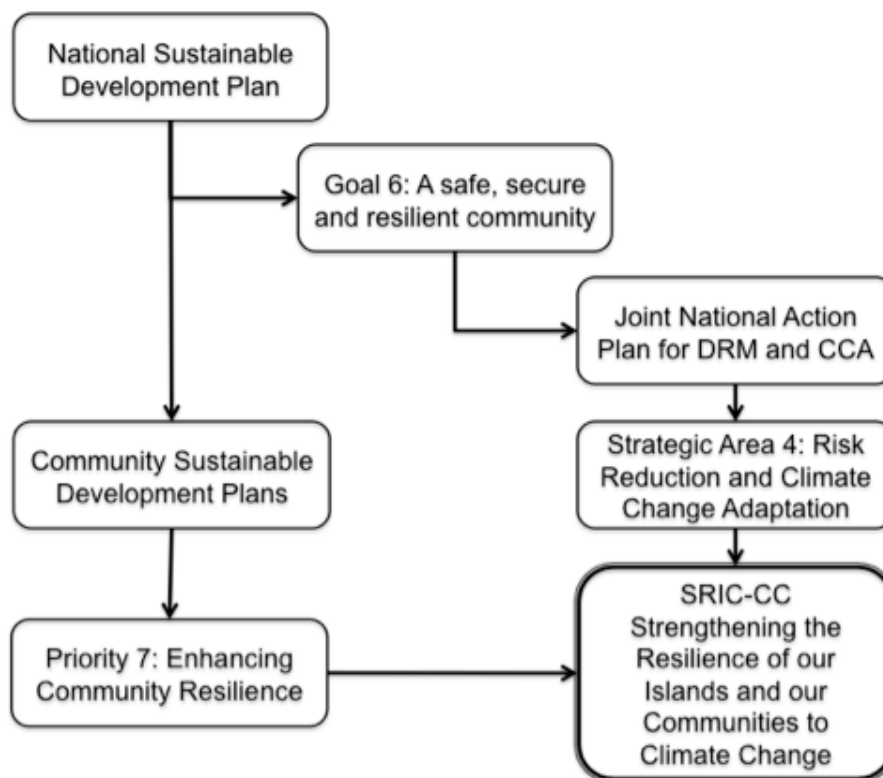 National Sustainable
Development Plan
Goal 6: A safe, secure
and resilient community
Joint National Action
Plan for DRM and CCA
Community Sustainable
Development Plans
Strategic Area 4: Risk
Reduction and Climate
Change Adaptation
Priority 7: Enhancing
Community Resilience
SRIC-CC
Strengthening the
Resilience of our
Islands and our
Communities to
Climate Change